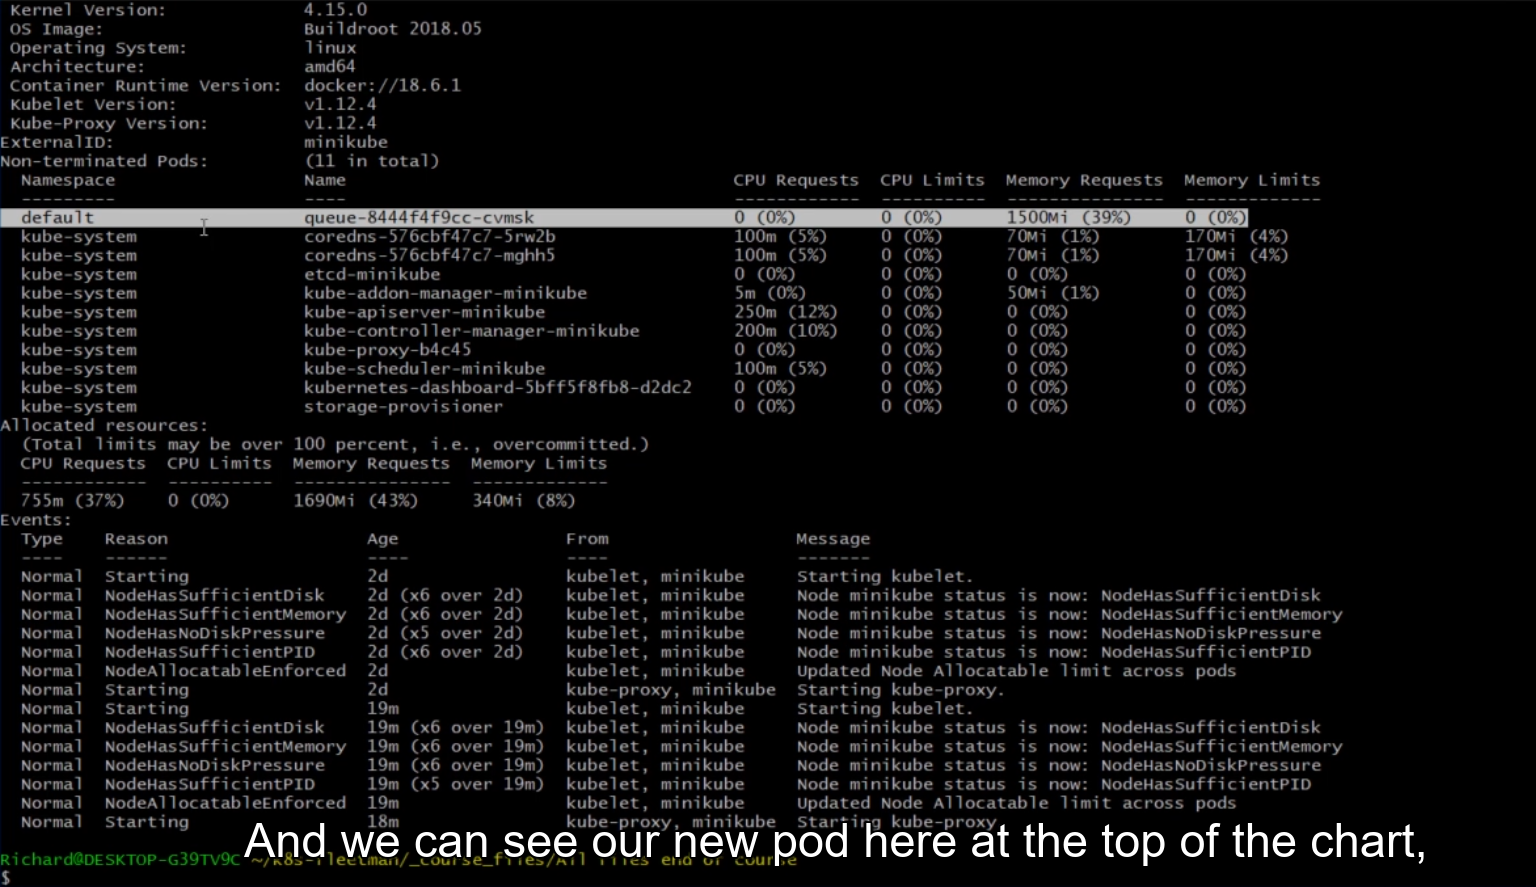 Kernel Version: 4.15.0
OS Image: Buildroot 2018.05
Operating System: linux
Architecture: amd64
Container Runtime Version: docker://18.6.1
Kubelet Version: v1.12.4
Kube-Proxy Version: v1.12.4
ExternalID: minikube
Non-terminated Pods: (11 in total)
Namespace Name CPU Requests CPU Limits Memory Requests Memory Limits
--------- ---- ------------ ---------- --------------- -------------
default queue-8444f4f9cc-cvmsk 0 (0%) 0 (0%) 1500Mi (39%) 0 (0%)
kube-system coredns-576cbf47c7-5rw2b 100m (5%) 0 (0%) 70Mi (1%) 170Mi (4%)
kube-system coredns-576cbf47c7-mghh5 100m (5%) 0 (0%) 70Mi (1%) 170Mi (4%)
kube-system etcd-minikube 0 (0%) 0 (0%) 0 (0%) 0 (0%)
kube-system kube-addon-manager-minikube 5m (0%) 0 (0%) 50Mi (1%) 0 (0%)
kube-system kube-apiserver-minikube 250m (12%) 0 (0%) 0 (0%) 0 (0%)
kube-system kube-controller-manager-minikube 200m (10%) 0 (0%) 0 (0%) 0 (0%)
kube-system kube-proxy-b4c45 0 (0%) 0 (0%) 0 (0%) 0 (0%)
kube-system kube-scheduler-minikube 100m (5%) 0 (0%) 0 (0%) 0 (0%)
kube-system kubernetes-dashboard-5bff5f8fb8-d2dc2 0 (0%) 0 (0%) 0 (0%) 0 (0%)
kube-system storage-provisioner 0 (0%) 0 (0%) 0 (0%) 0 (0%)
Allocated resources:
(Total limits may be over 100 percent, i.e., overcommitted.)
CPU Requests CPU Limits Memory Requests Memory Limits
------------ ---------- --------------- -------------
755m (37%) 0 (0%) 1690Mi (43%) 340Mi (8%)
Events:
Type Reason Age From Message
---- ------ ---- ---- -------
Normal Starting 2d kubelet, minikube Starting kubelet.
Normal NodeHasSufficientDisk 2d (x6 over 2d) kubelet, minikube Node minikube status is now: NodeHasSufficientDisk
Normal NodeHasSufficientMemory 2d (x6 over 2d) kubelet, minikube Node minikube status is now: NodeHasSufficientMemory
Normal NodeHasNoDiskPressure 2d (x5 over 2d) kubelet, minikube Node minikube status is now: NodeHasNoDiskPressure
Normal NodeHasSufficientPID 2d (x6 over 2d) kubelet, minikube Node minikube status is now: NodeHasSufficientPID
Normal NodeAllocatableEnforced 2d kubelet, minikube Updated Node Allocatable limit across pods
Normal Starting 2d kube-proxy, minikube Starting kube-proxy.
Normal Starting 19m kubelet, minikube Starting kubelet.
Normal NodeHasSufficientDisk 19m (x6 over 19m) kubelet, minikube Node minikube status is now: NodeHasSufficientDisk
Normal NodeHasSufficientMemory 19m (x6 over 19m) kubelet, minikube Node minikube status is now: NodeHasSufficientMemory
Normal NodeHasNoDiskPressure 19m (x6 over 19m) kubelet, minikube Node minikube status is now: NodeHasNoDiskPressure
Normal NodeHasSufficientPID 19m (x5 over 19m) kubelet, minikube Node minikube status is now: NodeHasSufficientPID
Normal NodeAllocatableEnforced 19m kubelet, minikube Updated Node Allocatable limit across pods
Normal Starting 18m kube-proxy, minikube Starting kube-proxy.
And we can see our new pod here at the top of the chart,
Richard@DESKTOP-G39TV9C ~/k8s-fleetman/_course_files/All files end of course
$